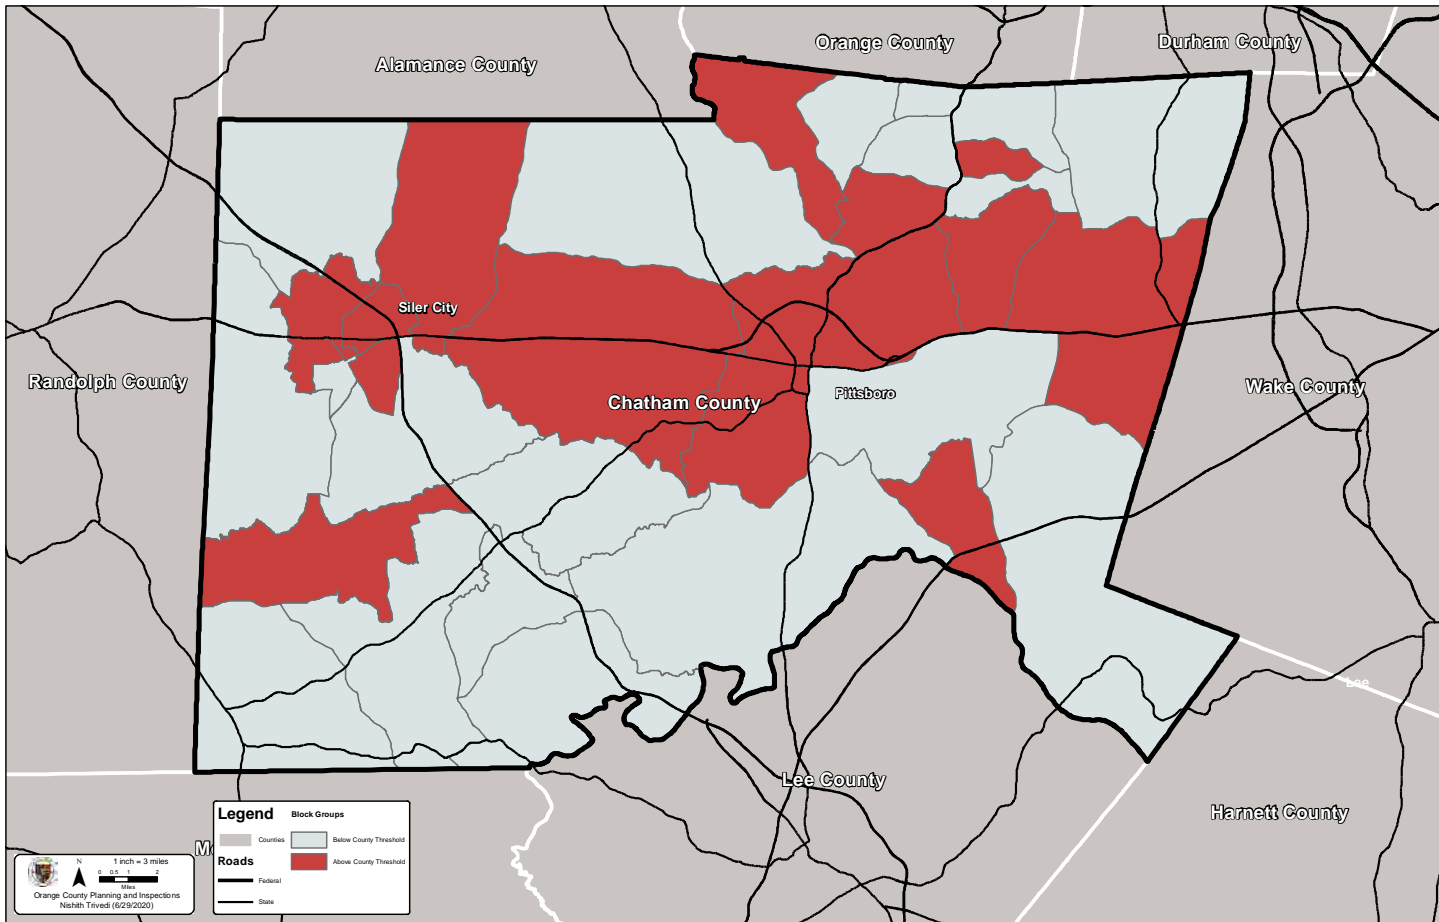 Orange County
Durham County
Alamance County
Siler City
Randolph County
Chatham County
Pittsboro
Wake County
Lee
Lee County
Harnett County
Legend
Block Groups
Counties
Below County Threshold
Roads
Above County Threshold
Federal
State
N
1 inch = 3 miles
0 0.5 1 2
Miles
Orange County Planning and Inspections
Nishith Trivedi (6/29/2020)